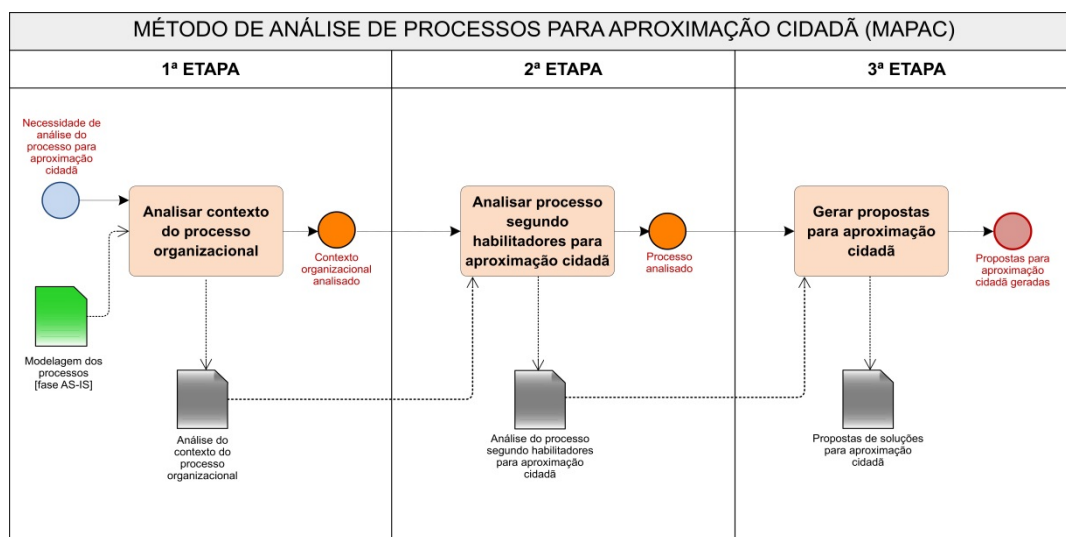 MÉTODO DE ANÁLISE DE PROCESSOS PARA APROXIMAÇÃO CIDADÃ (MAPAC)
1ª ETAPA
2ª ETAPA
3ª ETAPA
Necessidade de
análise do
processo para
aproximação
cidadã
Analisar contexto
do processo
organizacional
Contexto
organizacional
analisado
Analisar processo
segundo
habilitadores para
aproximação cidadã
Processo
analisado
Gerar propostas
para aproximação
cidadã
Propostas para
aproximação
cidadã geradas
Modelagem dos
processos
[fase AS-IS]
Análise do
contexto do
processo
organizacional
Análise do processo
segundo habilitadores
para aproximação
cidadã
Propostas de soluções
para aproximação
cidadã